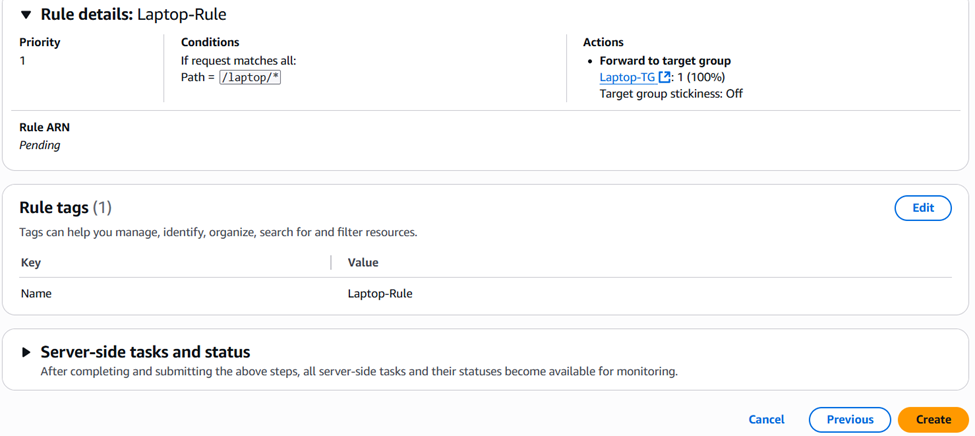 Rule details: Laptop-Rule
Priority
1
Conditions
If request matches all:
Path = /laptop/*
Actions
Forward to target group
Laptop-TG : 1 (100%)
Target group stickiness: Off
Rule ARN
Pending
Rule tags (1)
Edit
Tags can help you manage, identify, organize, search for and filter resources.
Key Value
Name Laptop-Rule
Server-side tasks and status
After completing and submitting the above steps, all server-side tasks and their statuses become available for monitoring.
Cancel Previous Create